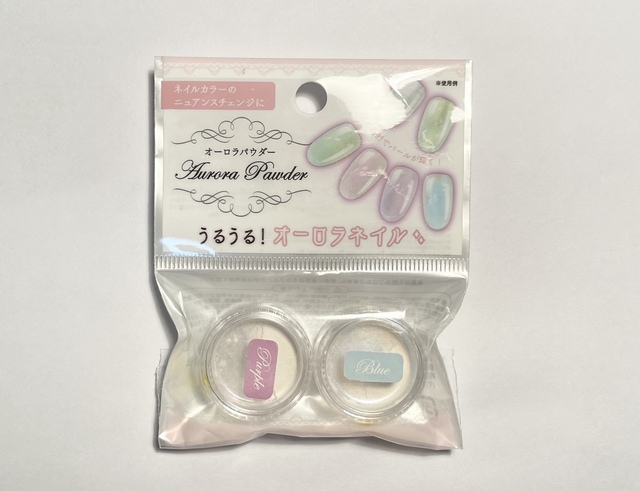 ネイルカラーの
ニュアンスチェンジに
※使用例
オーロラパウダー
Aurora Pawder
うるうる!オーロラネイル
Purple
Blue